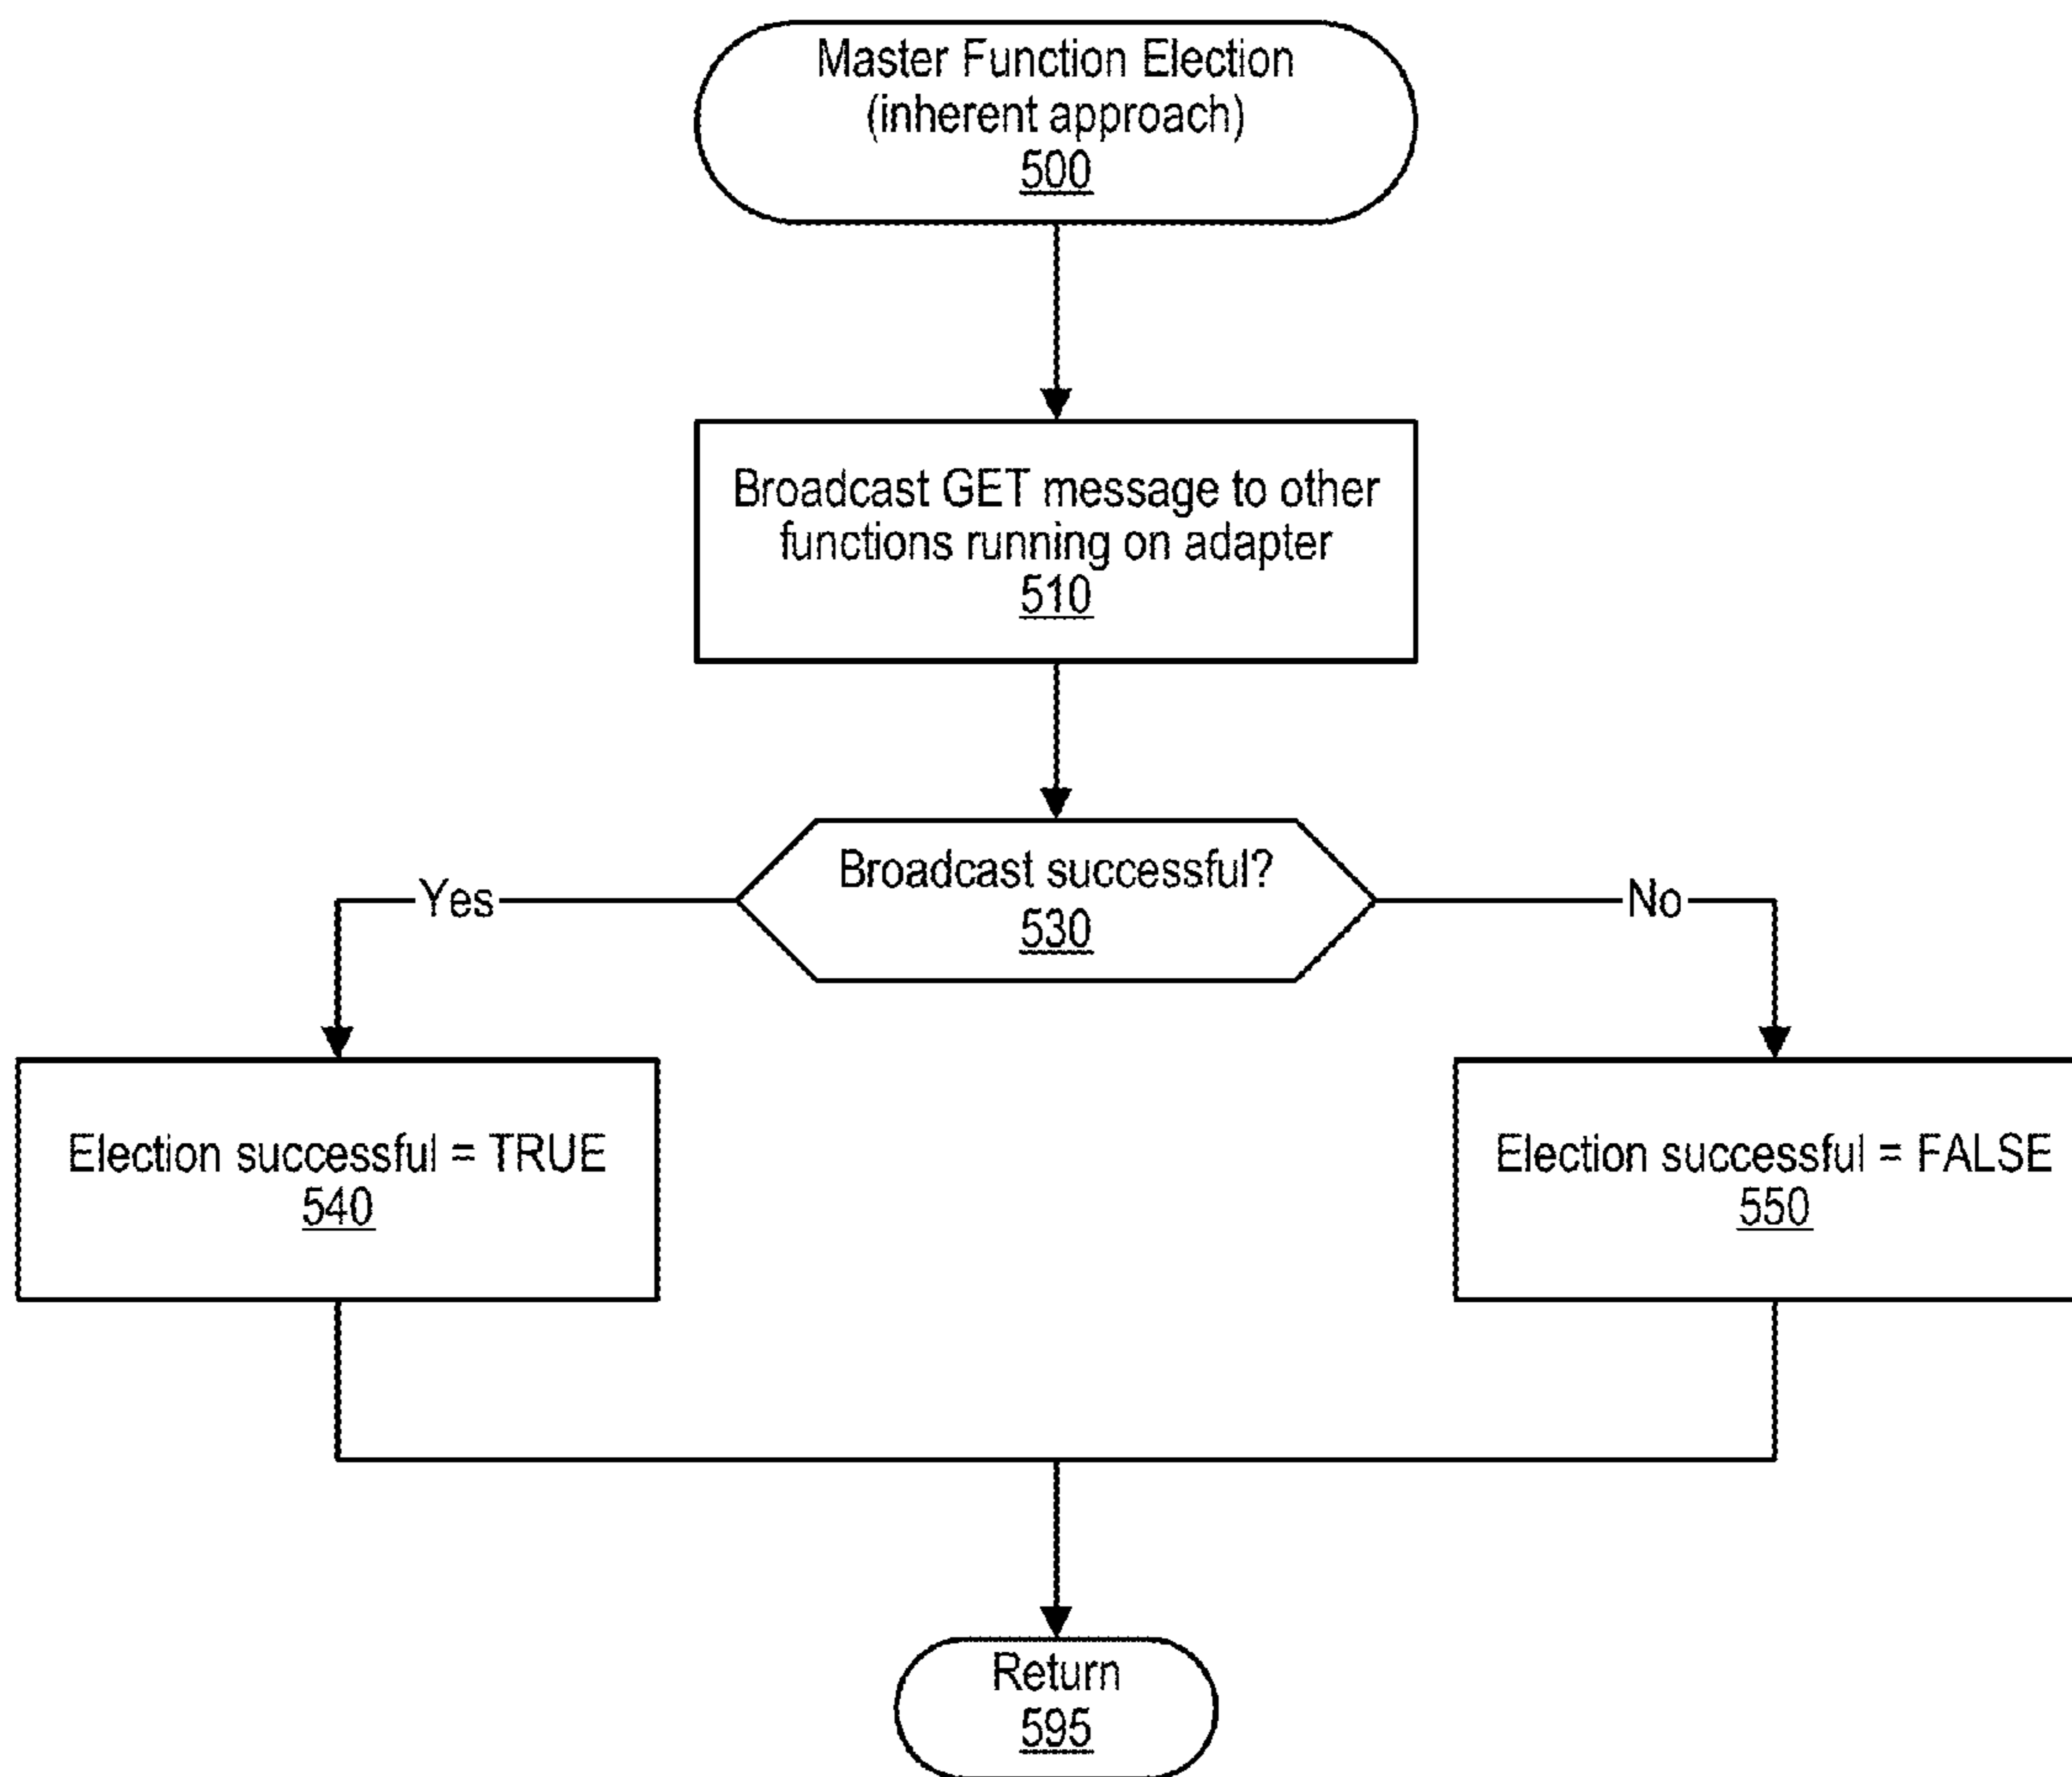 Master Function Election
(inherent approach)
500
Broadcast GET message to other
functions running on adapter
510
Broadcast successful?
530
Yes
No
Election successful = TRUE
540
Election successful = FALSE
550
Return
595